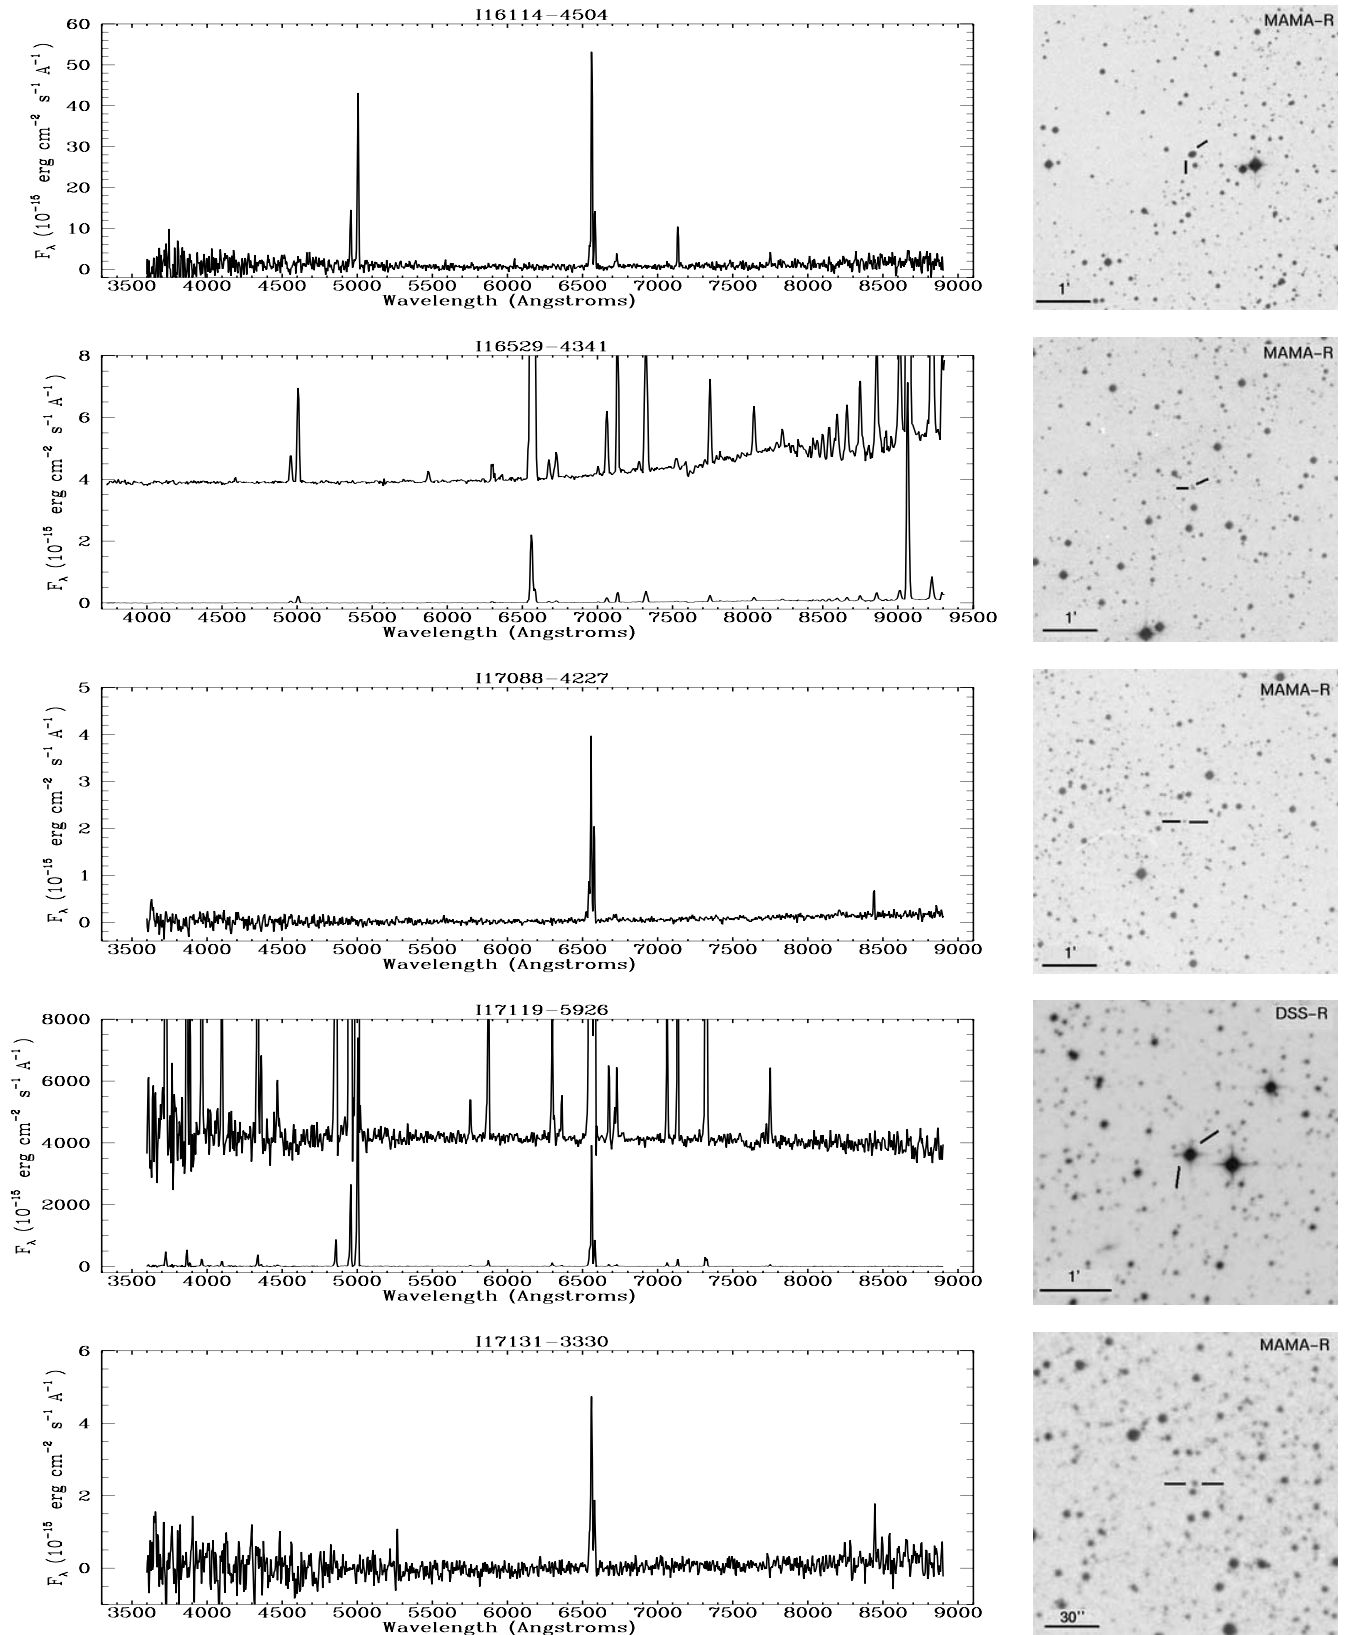 I16114-4504
MAMA-R
60
50
40
30
20
10
0
F_λ (10^-15 erg cm^-2 s^-1 A^-1)
3500 4000 4500 5000 5500 6000 6500 7000 7500 8000 8500 9000
Wavelength (Angstroms)
1'
I16529-4341
MAMA-R
8
6
4
2
0
F_λ (10^-15 erg cm^-2 s^-1 A^-1)
4000 4500 5000 5500 6000 6500 7000 7500 8000 8500 9000 9500
Wavelength (Angstroms)
1'
I17088-4227
MAMA-R
5
4
3
2
1
0
F_λ (10^-15 erg cm^-2 s^-1 A^-1)
3500 4000 4500 5000 5500 6000 6500 7000 7500 8000 8500 9000
Wavelength (Angstroms)
1'
I17119-5926
DSS-R
8000
6000
4000
2000
0
F_λ (10^-15 erg cm^-2 s^-1 A^-1)
3500 4000 4500 5000 5500 6000 6500 7000 7500 8000 8500 9000
Wavelength (Angstroms)
1'
I17131-3330
MAMA-R
6
4
2
0
F_λ (10^-15 erg cm^-2 s^-1 A^-1)
3500 4000 4500 5000 5500 6000 6500 7000 7500 8000 8500 9000
Wavelength (Angstroms)
30"